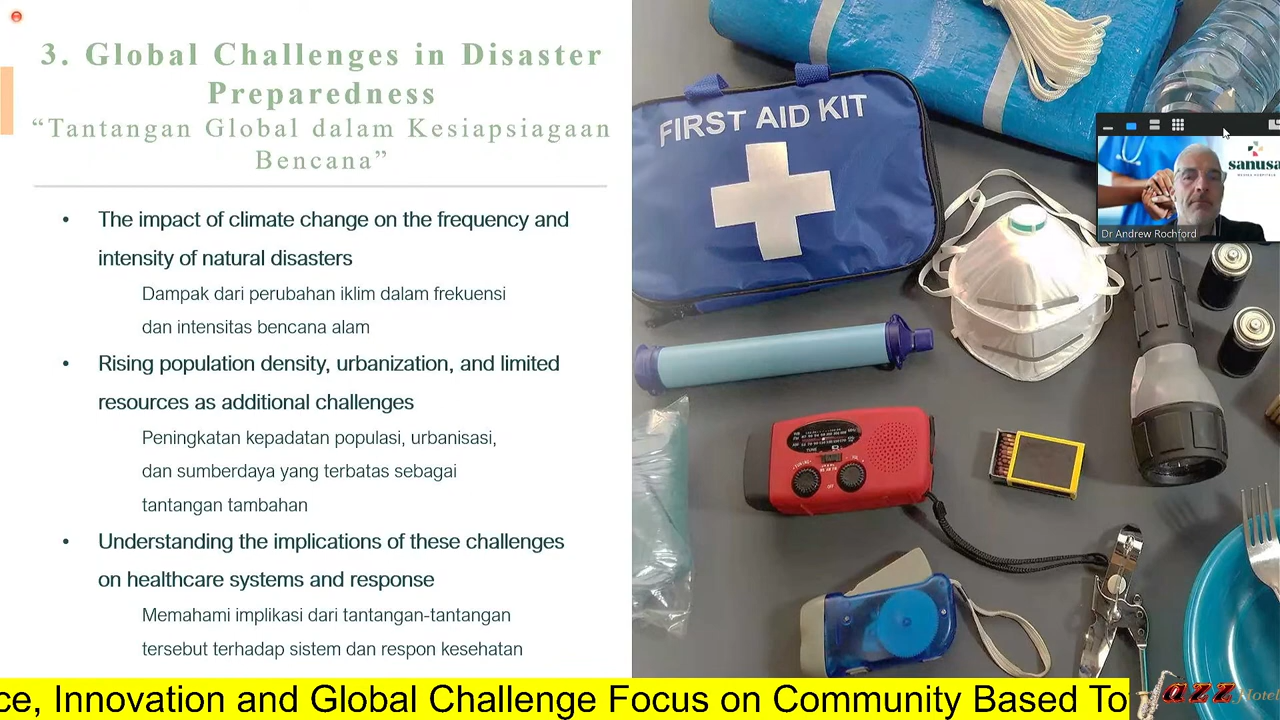 3. Global Challenges in Disaster
Preparedness
“Tantangan Global dalam Kesiapsiagaan
Bencana”
• The impact of climate change on the frequency and
intensity of natural disasters
Dampak dari perubahan iklim dalam frekuensi
dan intensitas bencana alam
• Rising population density, urbanization, and limited
resources as additional challenges
Peningkatan kepadatan populasi, urbanisasi,
dan sumberdaya yang terbatas sebagai
tantangan tambahan
• Understanding the implications of these challenges
on healthcare systems and response
Memahami implikasi dari tantangan-tantangan
tersebut terhadap sistem dan respon kesehatan
FIRST AID KIT
sanusa
Dr Andrew Rochford
ce, Innovation and Global Challenge Focus on Community Based To
azz Hotel